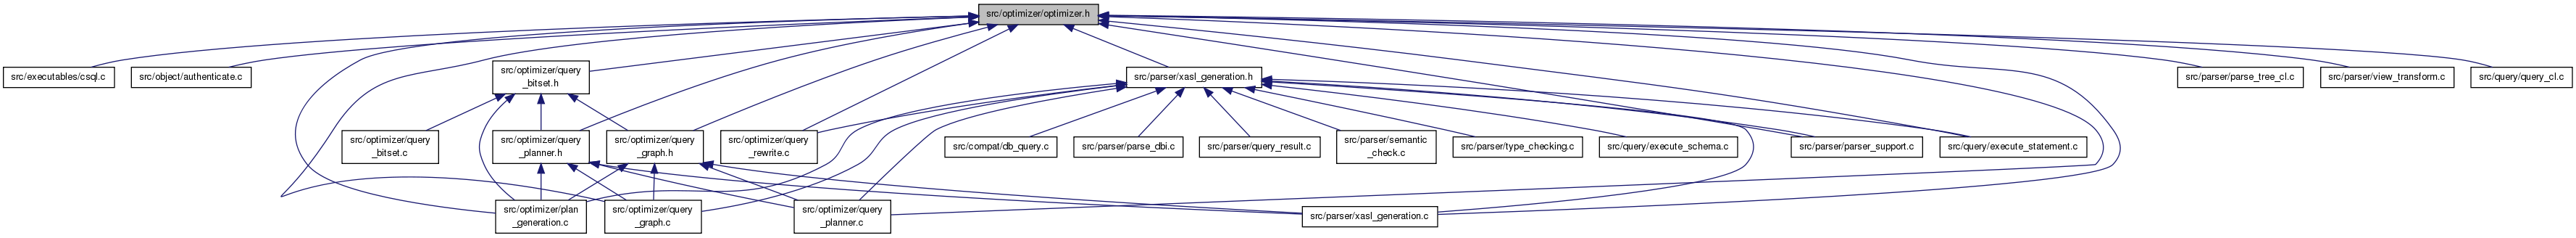 src/optimizer/optimizer.h
src/executables/csql.c
src/object/authenticate.c
src/optimizer/query
_bitset.h
src/parser/xasl_generation.h
src/parser/parse_tree_cl.c
src/parser/view_transform.c
src/query/query_cl.c
src/optimizer/query
_bitset.c
src/optimizer/query
_planner.h
src/optimizer/query
_graph.h
src/optimizer/query
_rewrite.c
src/compat/db_query.c
src/parser/parse_dbi.c
src/parser/query_result.c
src/parser/semantic
_check.c
src/parser/type_checking.c
src/query/execute_schema.c
src/parser/parser_support.c
src/query/execute_statement.c
src/optimizer/plan
_generation.c
src/optimizer/query
_graph.c
src/optimizer/query
_planner.c
src/parser/xasl_generation.c